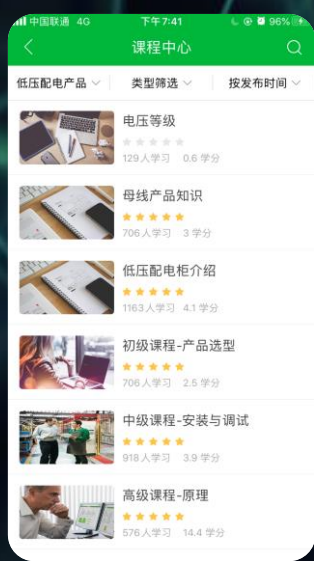 中国联通 4G 下午7:41 96%
课程中心
低压配电产品 类型筛选 按发布时间
电压等级
129人学习 0.6 学分
母线产品知识
706人学习 3 学分
低压配电柜介绍
1163人学习 4.1 学分
初级课程-产品选型
706人学习 2.5 学分
中级课程-安装与调试
918人学习 3.9 学分
高级课程-原理
576人学习 14.4 学分